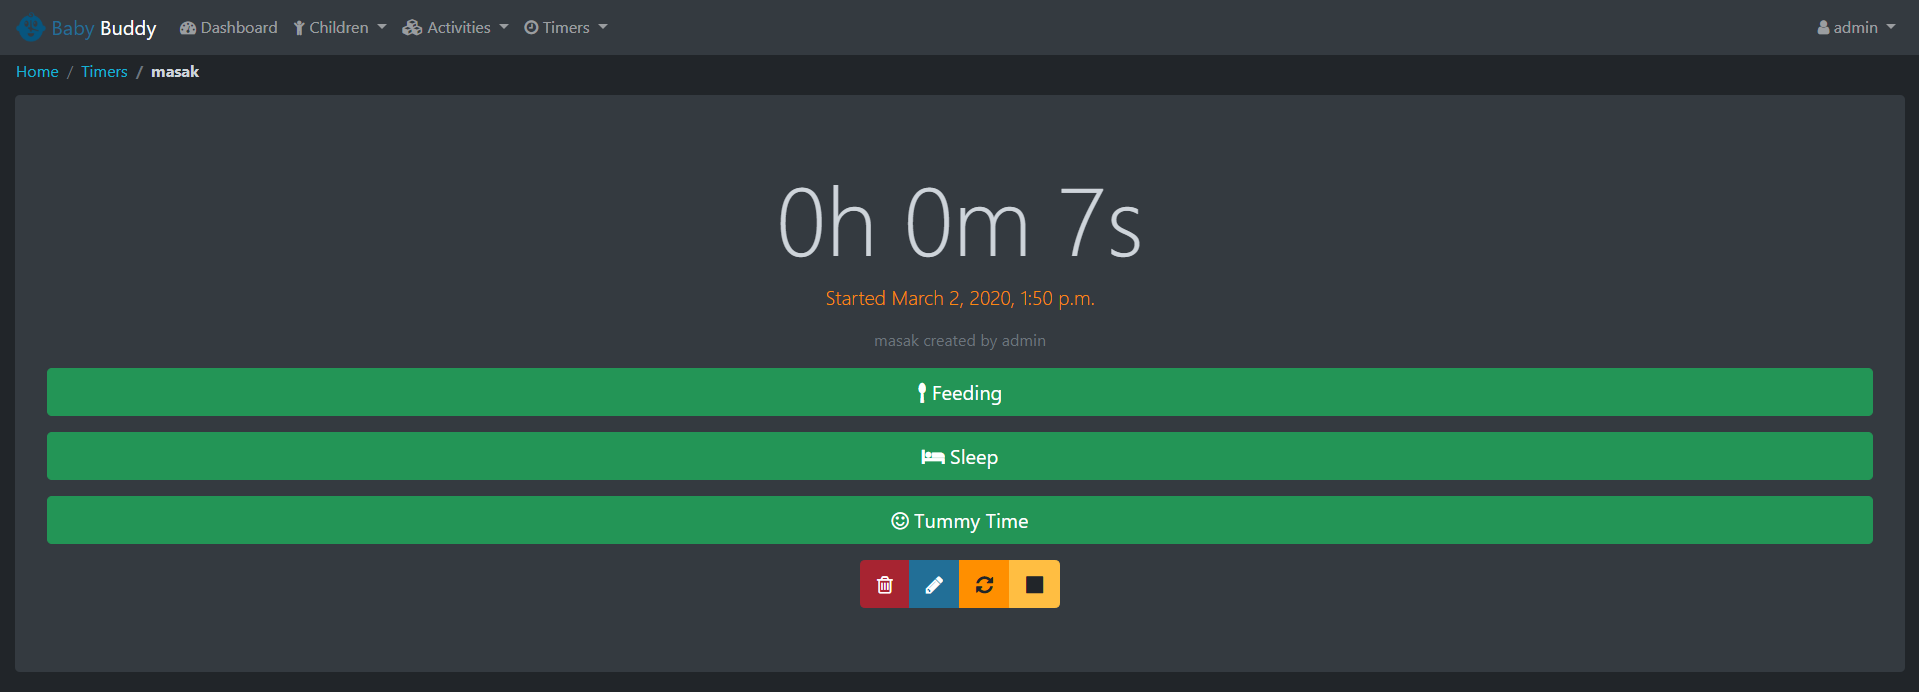 Baby Buddy Dashboard Children Activities Timers admin
Home / Timers / masak
0h 0m 7s
Started March 2, 2020, 1:50 p.m.
masak created by admin
Feeding
Sleep
Tummy Time